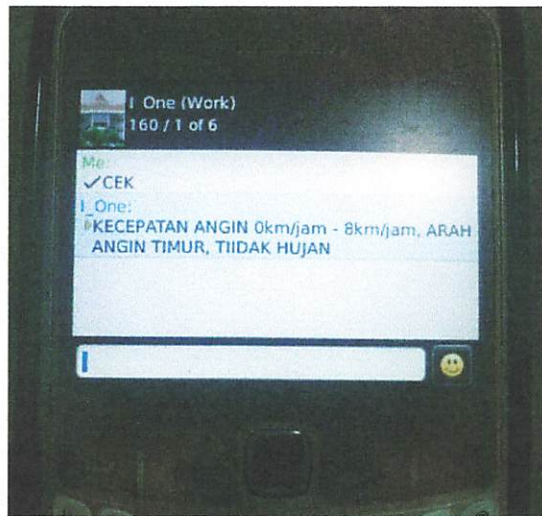 I_One (Work)
160 / 1 of 6
Me:
✓CEK
I_One:
KECEPATAN ANGIN 0km/jam - 8km/jam, ARAH
ANGIN TIMUR, TIIDAK HUJAN